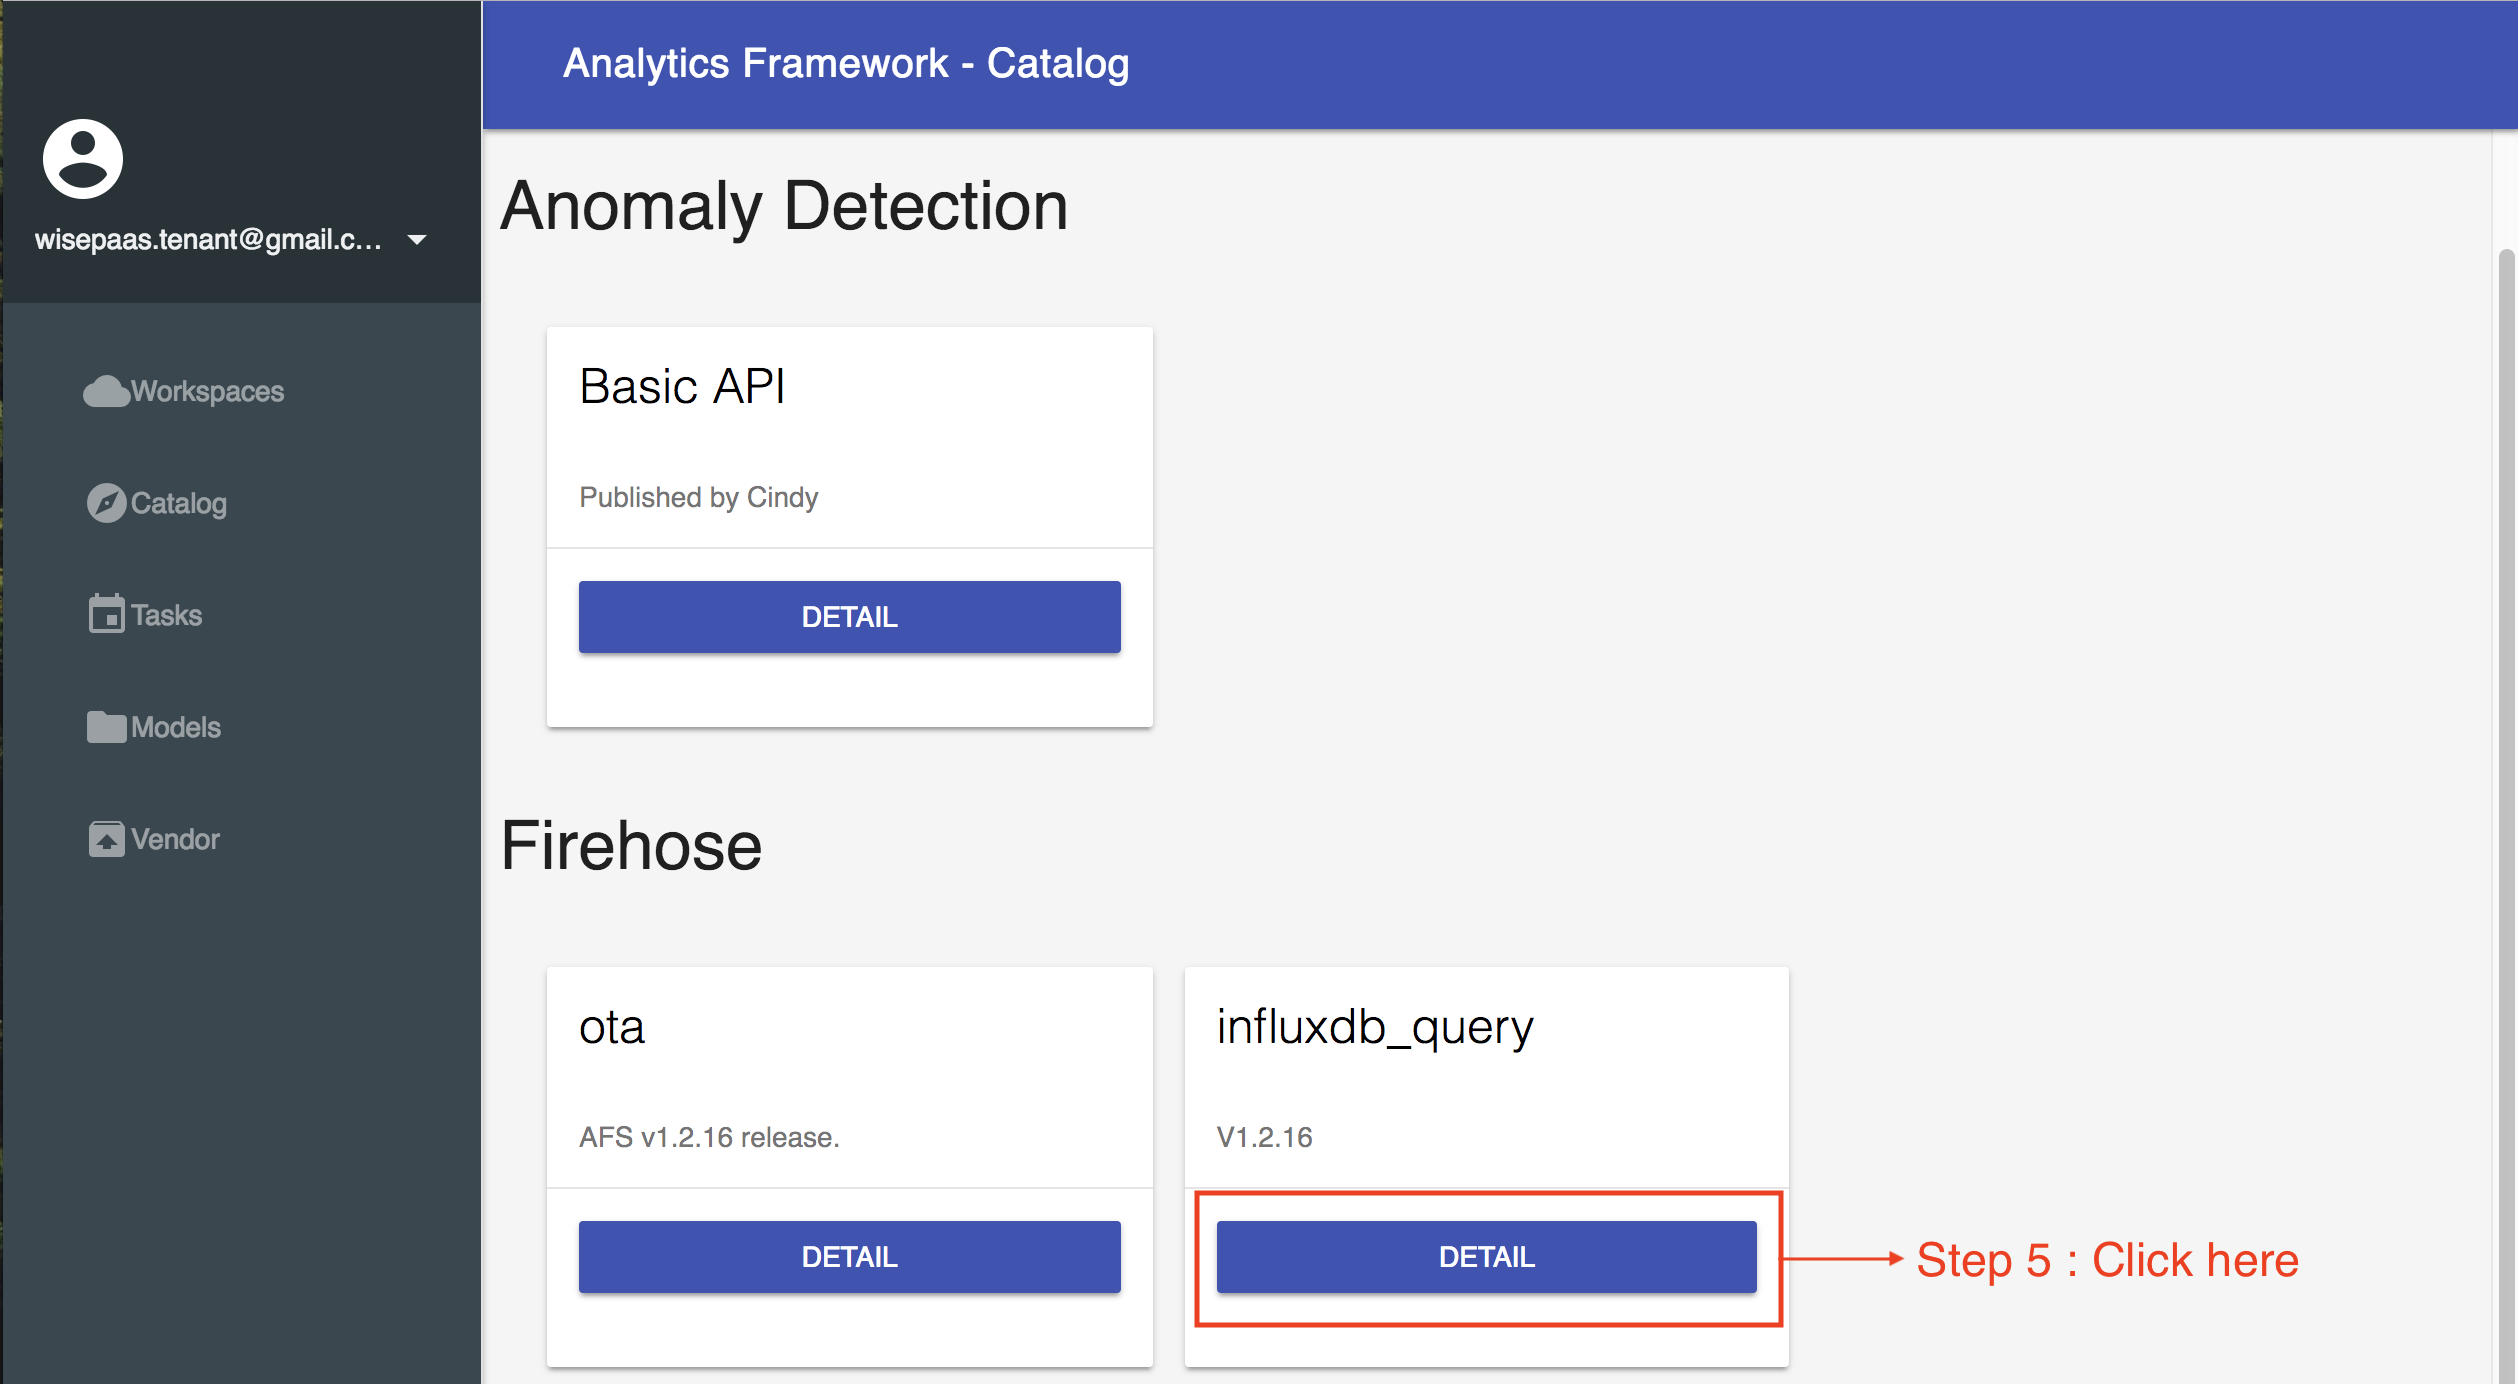 Analytics Framework - Catalog
wisepaas.tenant@gmail.c...
Workspaces
Catalog
Tasks
Models
Vendor
Anomaly Detection
Basic API
Published by Cindy
DETAIL
Firehose
ota
AFS v1.2.16 release.
DETAIL
influxdb_query
V1.2.16
DETAIL
Step 5 : Click here